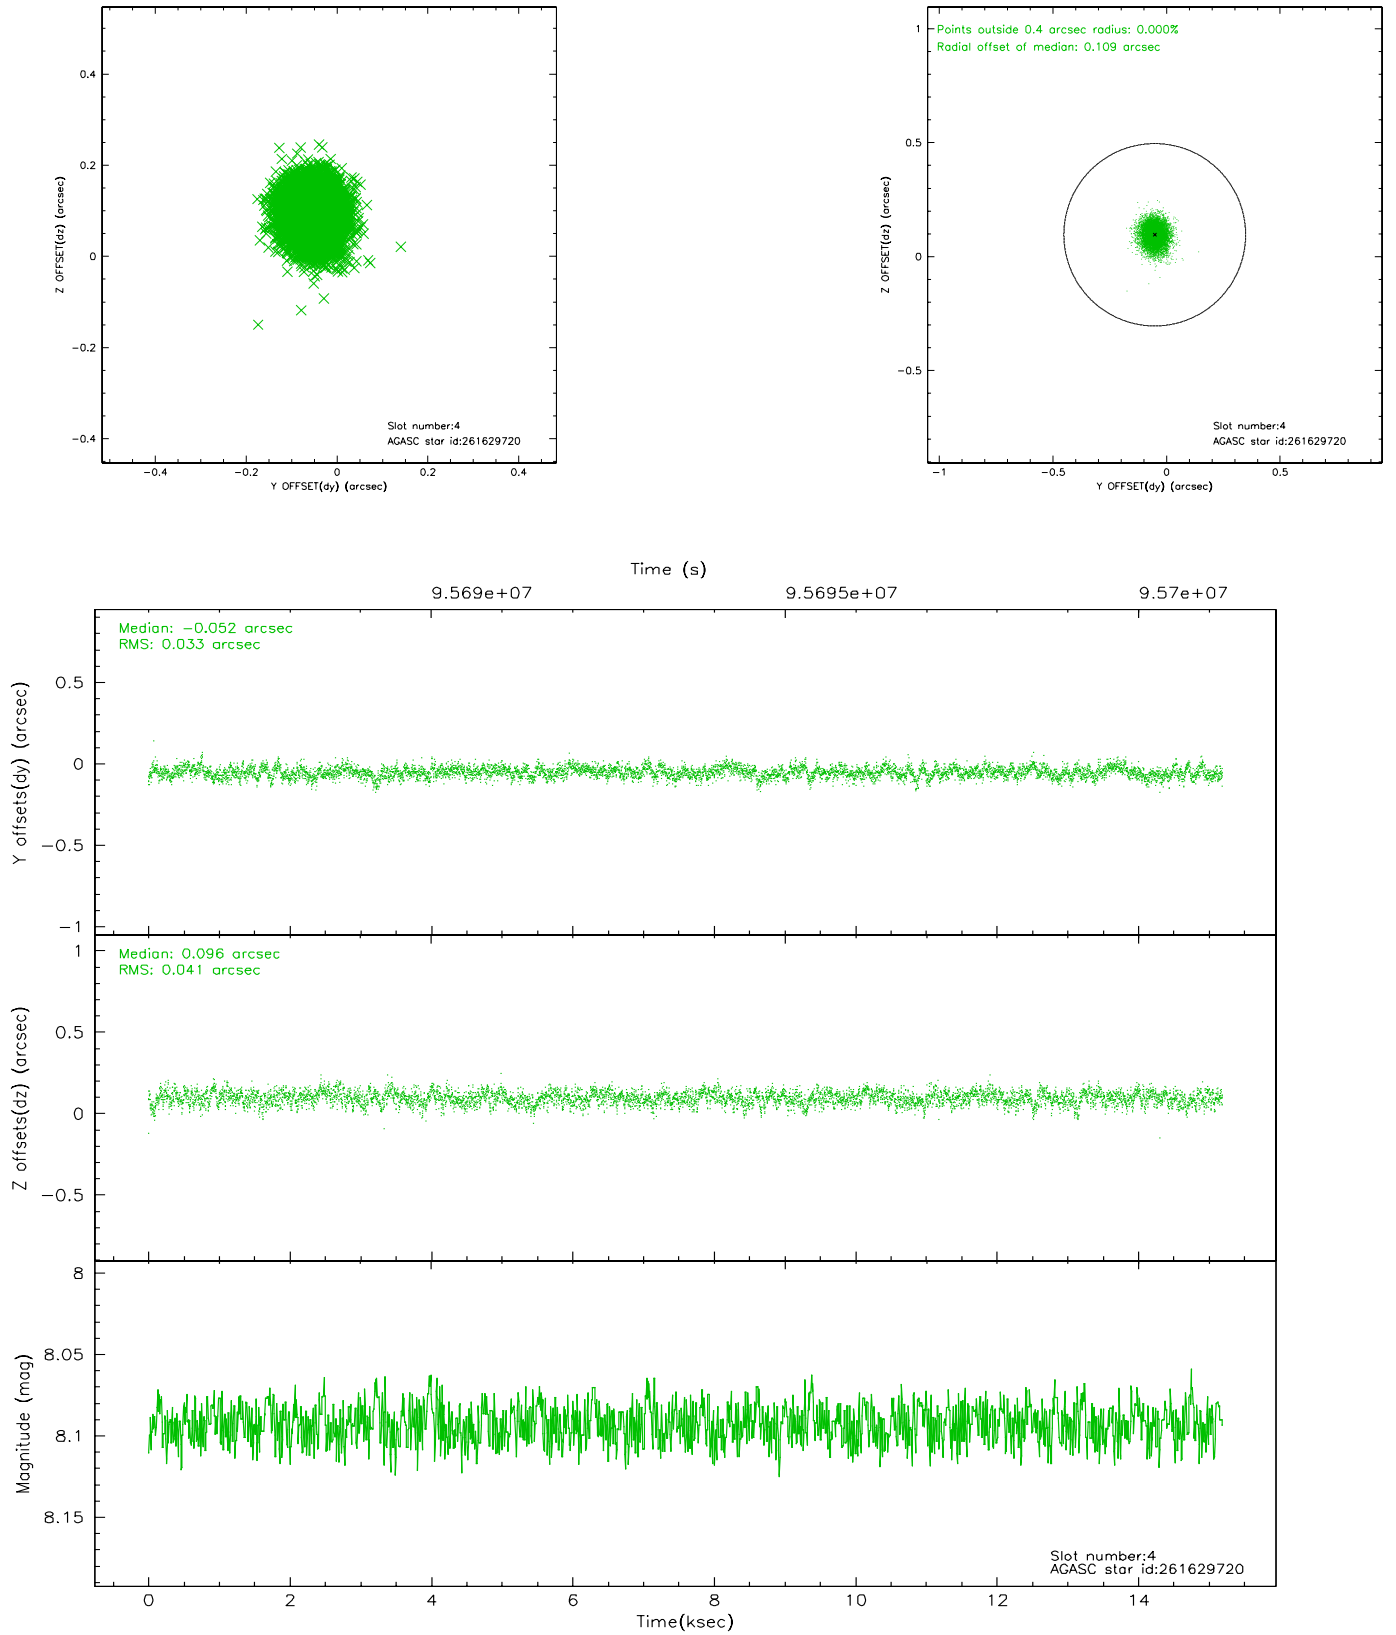 0.4
0.2
0
−0.2
−0.4
Z OFFSET(dz) (arcsec)
Slot number:4
AGASC star id:261629720
−0.4 −0.2 0 0.2 0.4
Y OFFSET(dy) (arcsec)
Points outside 0.4 arcsec radius: 0.000%
Radial offset of median: 0.109 arcsec
1
0.5
0
−0.5
Z OFFSET(dz) (arcsec)
Slot number:4
AGASC star id:261629720
−1 −0.5 0 0.5
Y OFFSET(dy) (arcsec)
Time (s)
9.569e+07 9.5695e+07 9.57e+07
Median: −0.052 arcsec
RMS: 0.033 arcsec
0.5
0
−0.5
−1
Y offsets(dy) (arcsec)
Median: 0.096 arcsec
RMS: 0.041 arcsec
1
0.5
0
−0.5
Z offsets(dz) (arcsec)
8
8.05
8.1
8.15
Magnitude (mag)
Slot number:4
AGASC star id:261629720
0 2 4 6 8 10 12 14
Time(ksec)